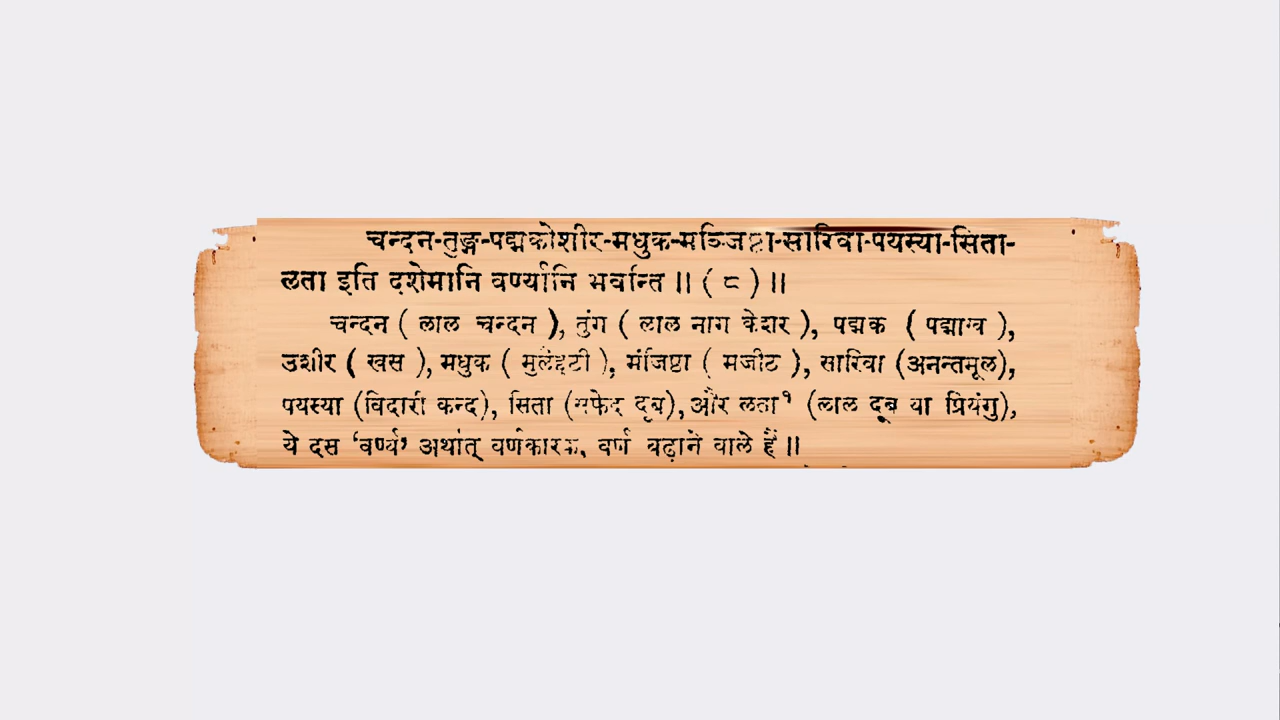 चन्दन-तुङ्ग-पद्मकोशीर-मधुक-मञ्जिष्ठा-सारिवा-पयस्या-सिता-
लता इति दशेमानि वर्ण्यानि भवन्ति ॥ ( ८ ) ॥
चन्दन ( लाल चन्दन ), तुंग ( लाल नाग केशर ), पद्मक ( पद्माख ),
उशीर ( खस ), मधुक ( मुलैहटी ), मंजिष्ठा ( मजीठ ), सारिवा (अनन्तमूल),
पयस्या (विदारी कन्द), सिता (सफेद दूब), और लता१ (लाल दूब या प्रियंगु),
ये दस ‘वर्ण्य’ अर्थात् वर्णकारक, वर्ण बढ़ाने वाले हैं ॥